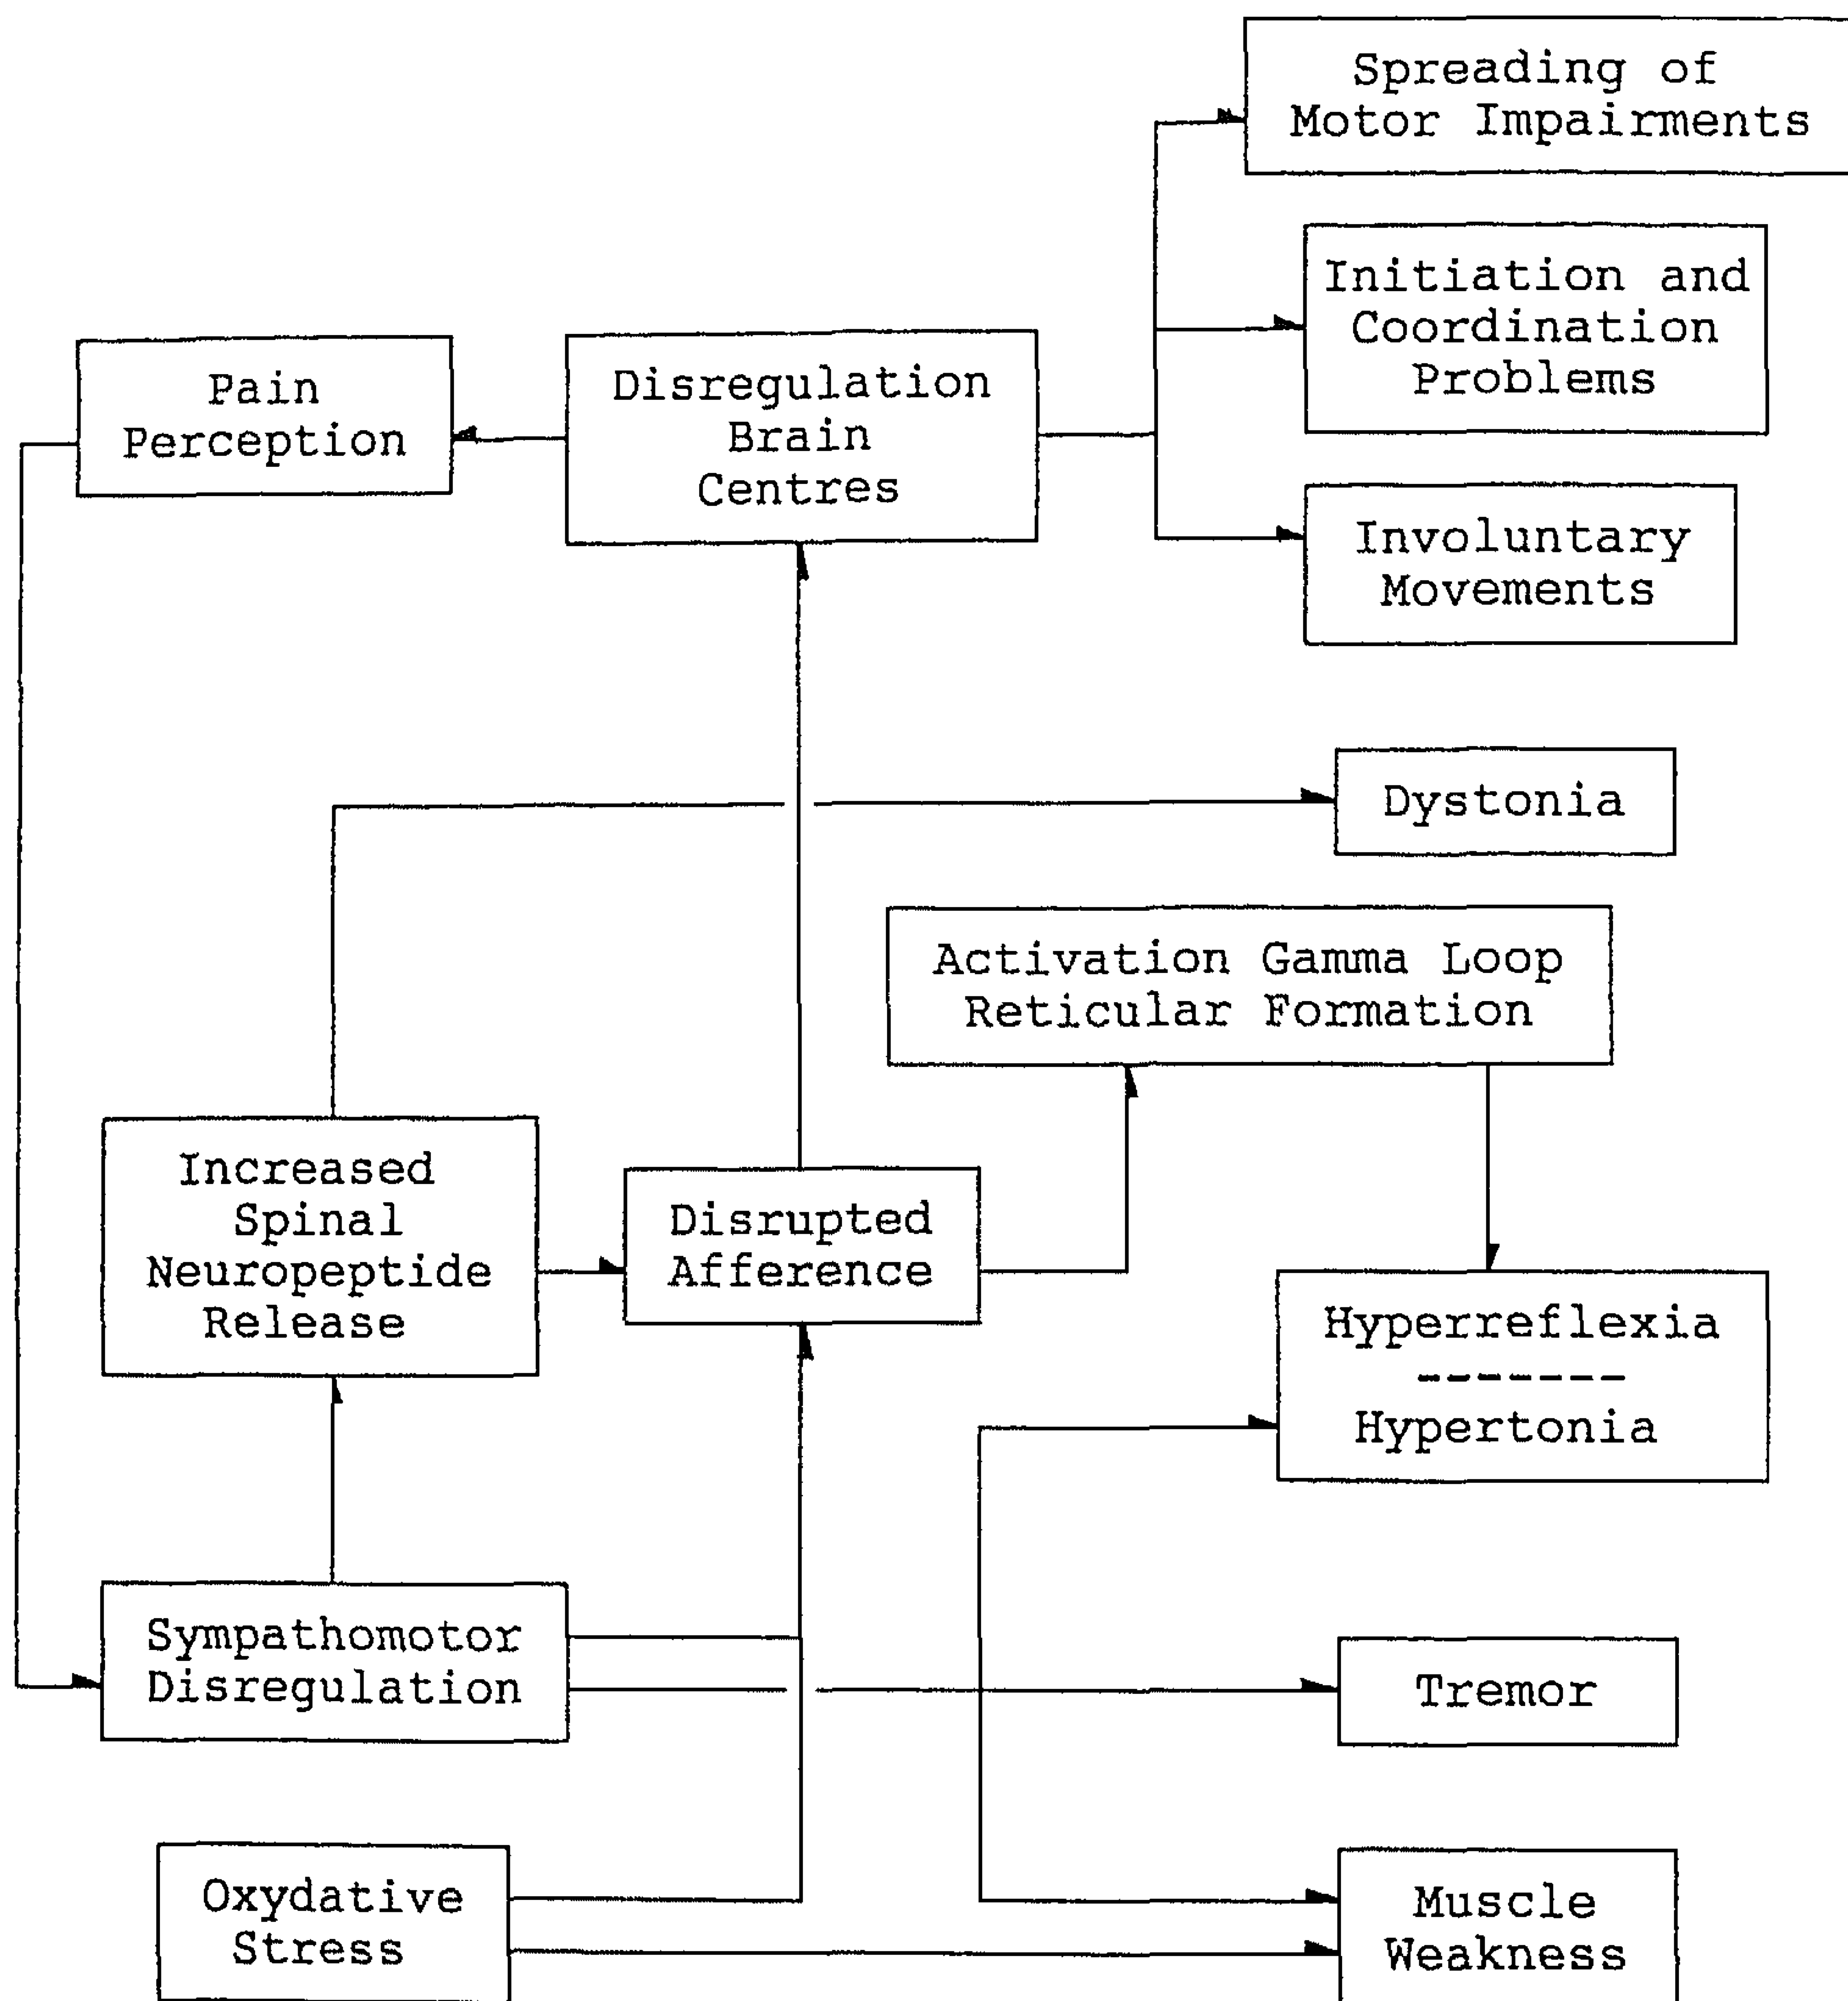 Spreading of
Motor Impairments
Initiation and
Coordination
Problems
Pain
Perception
Disregulation
Brain
Centres
Involuntary
Movements
Dystonia
Activation Gamma Loop
Reticular Formation
Increased
Spinal
Neuropeptide
Release
Disrupted
Afference
Hyperreflexia
-------
Hypertonia
Sympathomotor
Disregulation
Tremor
Oxydative
Stress
Muscle
Weakness